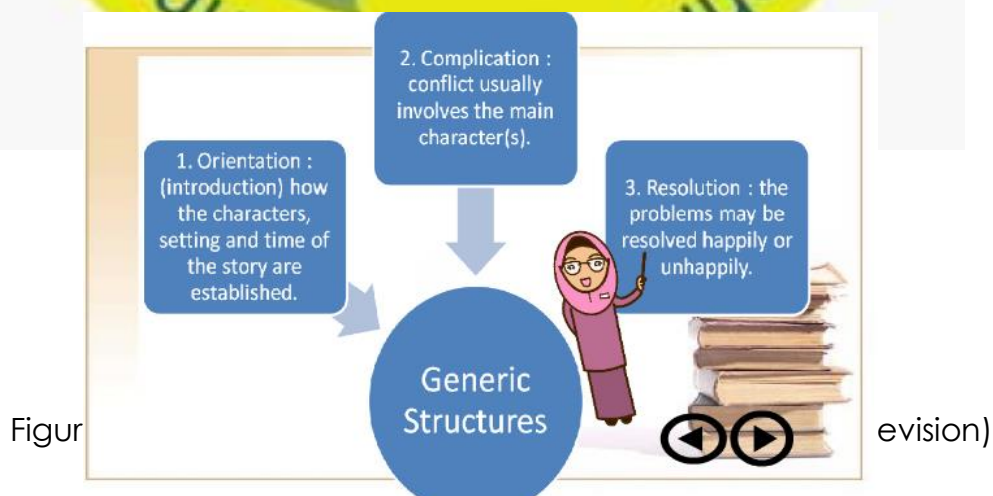 2. Complication :
conflict usually
involves the main
character(s).
1. Orientation :
(introduction) how
the characters,
setting and time of
the story are
established.
3. Resolution : the
problems may be
resolved happily or
unhappily.
Generic
Structures
Figur evision)